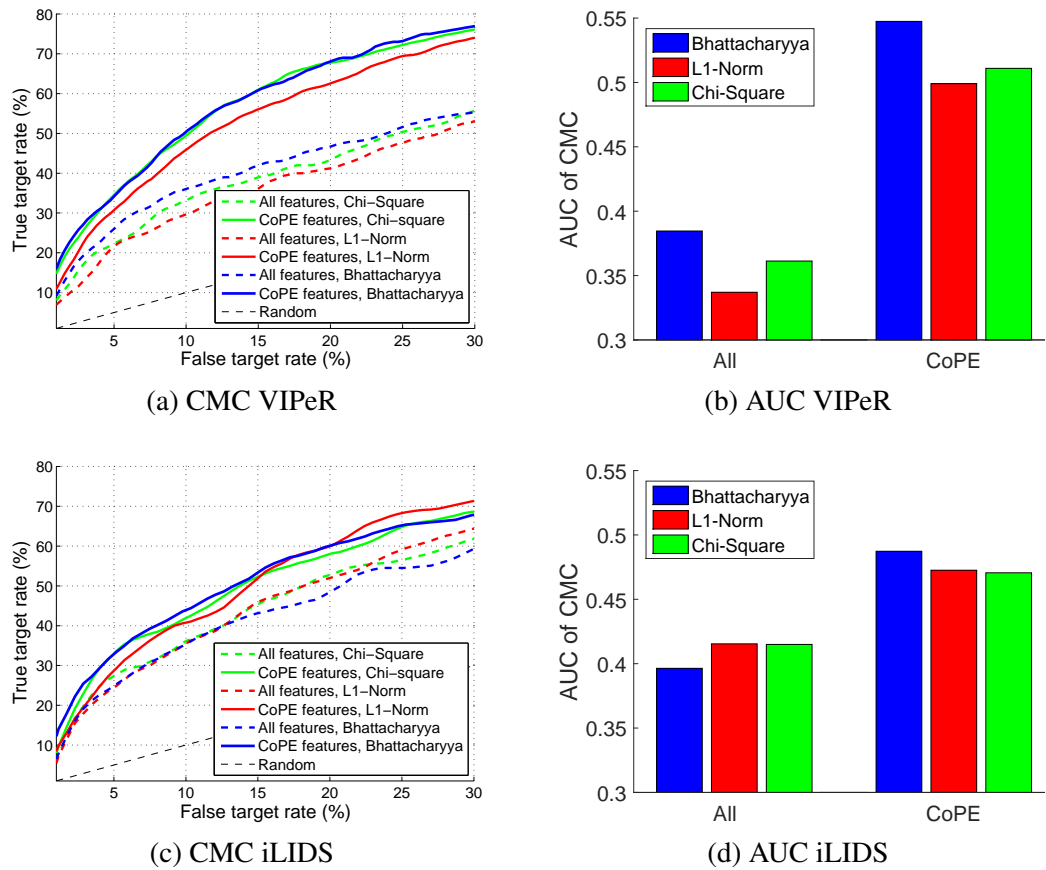 80
70
60
50
40
30
20
10
True target rate (%)
All features, Chi−Square
CoPE features, Chi−square
All features, L1−Norm
CoPE features, L1−Norm
All features, Bhattacharyya
CoPE features, Bhattacharyya
Random
5 10 15 20 25 30
False target rate (%)
(a) CMC VIPeR
0.55
0.5
0.45
0.4
0.35
0.3
AUC of CMC
Bhattacharyya
L1-Norm
Chi-Square
All CoPE
(b) AUC VIPeR
80
70
60
50
40
30
20
10
True target rate (%)
All features, Chi−Square
CoPE features, Chi−square
All features, L1−Norm
CoPE features, L1−Norm
All features, Bhattacharyya
CoPE features, Bhattacharyya
Random
5 10 15 20 25 30
False target rate (%)
(c) CMC iLIDS
0.55
0.5
0.45
0.4
0.35
0.3
AUC of CMC
Bhattacharyya
L1-Norm
Chi-Square
All CoPE
(d) AUC iLIDS